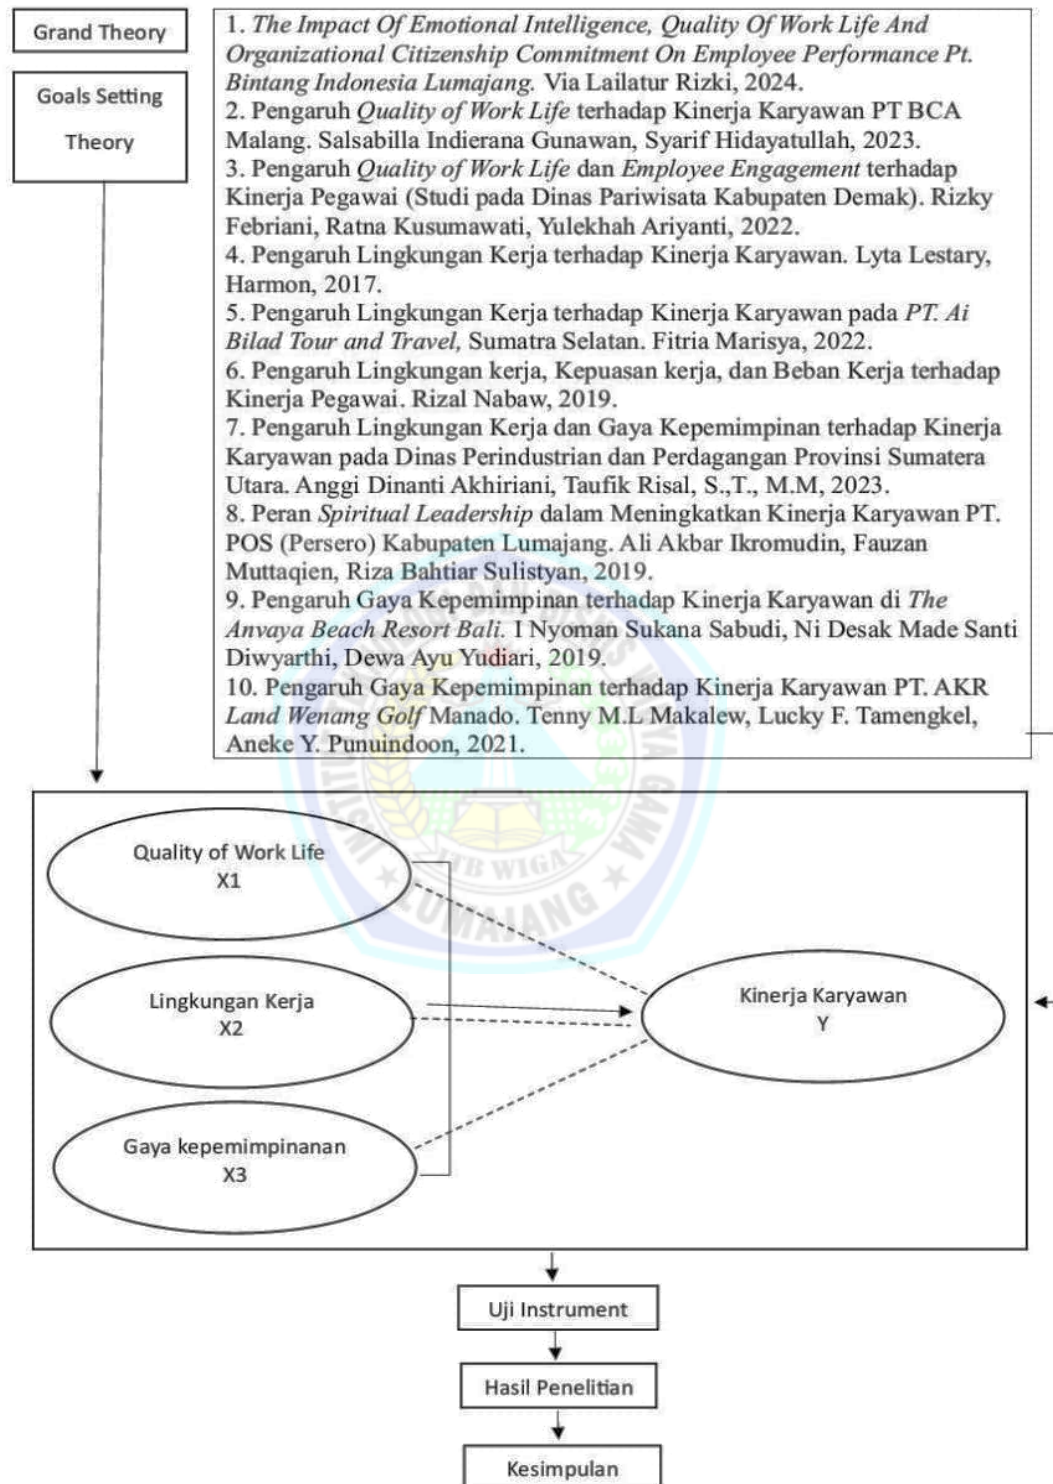 Grand Theory
Goals Setting
Theory
1. The Impact Of Emotional Intelligence, Quality Of Work Life And
Organizational Citizenship Commitment On Employee Performance Pt.
Bintang Indonesia Lumajang. Via Lailatur Rizki, 2024.
2. Pengaruh Quality of Work Life terhadap Kinerja Karyawan PT BCA
Malang. Salsabilla Indierana Gunawan, Syarif Hidayatullah, 2023.
3. Pengaruh Quality of Work Life dan Employee Engagement terhadap
Kinerja Pegawai (Studi pada Dinas Pariwisata Kabupaten Demak). Rizky
Febriani, Ratna Kusumawati, Yulekhah Ariyanti, 2022.
4. Pengaruh Lingkungan Kerja terhadap Kinerja Karyawan. Lyta Lestary,
Harmon, 2017.
5. Pengaruh Lingkungan Kerja terhadap Kinerja Karyawan pada PT. Ai
Bilad Tour and Travel, Sumatra Selatan. Fitria Marisya, 2022.
6. Pengaruh Lingkungan kerja, Kepuasan kerja, dan Beban Kerja terhadap
Kinerja Pegawai. Rizal Nabaw, 2019.
7. Pengaruh Lingkungan Kerja dan Gaya Kepemimpinan terhadap Kinerja
Karyawan pada Dinas Perindustrian dan Perdagangan Provinsi Sumatera
Utara. Anggi Dinanti Akhiriani, Taufik Risal, S.,T., M.M, 2023.
8. Peran Spiritual Leadership dalam Meningkatkan Kinerja Karyawan PT.
POS (Persero) Kabupaten Lumajang. Ali Akbar Ikromudin, Fauzan
Muttaqien, Riza Bahtiar Sulistyan, 2019.
9. Pengaruh Gaya Kepemimpinan terhadap Kinerja Karyawan di The
Anvaya Beach Resort Bali. I Nyoman Sukana Sabudi, Ni Desak Made Santi
Diwyarthi, Dewa Ayu Yudiari, 2019.
10. Pengaruh Gaya Kepemimpinan terhadap Kinerja Karyawan PT. AKR
Land Wenang Golf Manado. Tenny M.L Makalew, Lucky F. Tamengkel,
Aneke Y. Punuindoon, 2021.
Quality of Work Life
X1
Lingkungan Kerja
X2
Gaya kepemimpinanan
X3
Kinerja Karyawan
Y
Uji Instrument
Hasil Penelitian
Kesimpulan
INSTITUT DAN BISNIS WIDYA GAMA
ITB WIGA
LUMAJANG